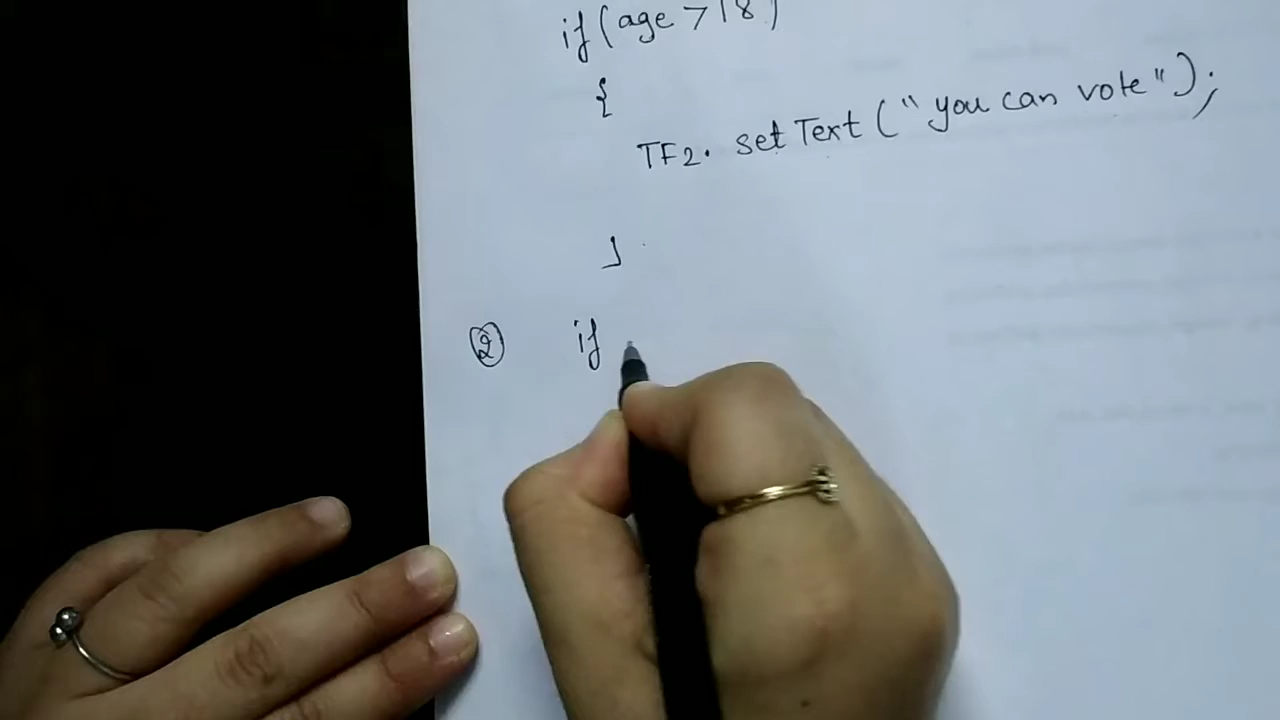 if(age >18)
{
TF2. setText("you can vote");
}
② if